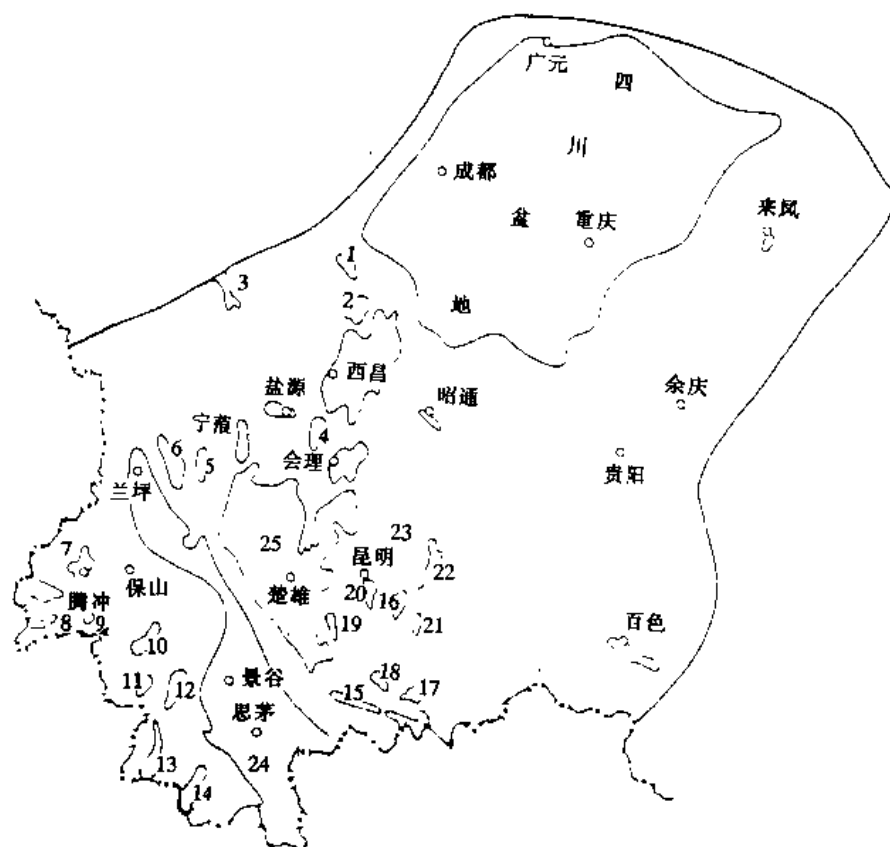 广元
四
川
盆
地
成都
重庆
来凤
1
3
2
西昌
盐源
昭通
余庆
宁蒗
4
6
5
会理
贵阳
兰坪
23
25
昆明
22
7
保山
楚雄
20
16
腾冲
8
9
19
21
百色
10
景谷
18
11
12
15
17
思茅
13
24
14